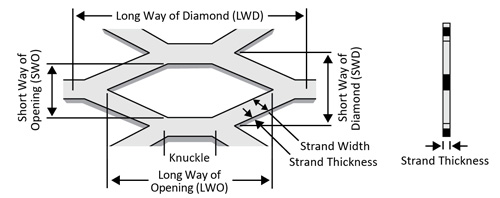 Long Way of Diamond (LWD)
Short Way of
Opening (SWO)
Short Way of
Diamond (SWD)
Strand Width
Strand Thickness
Knuckle
Long Way of
Opening (LWO)
Strand Thickness